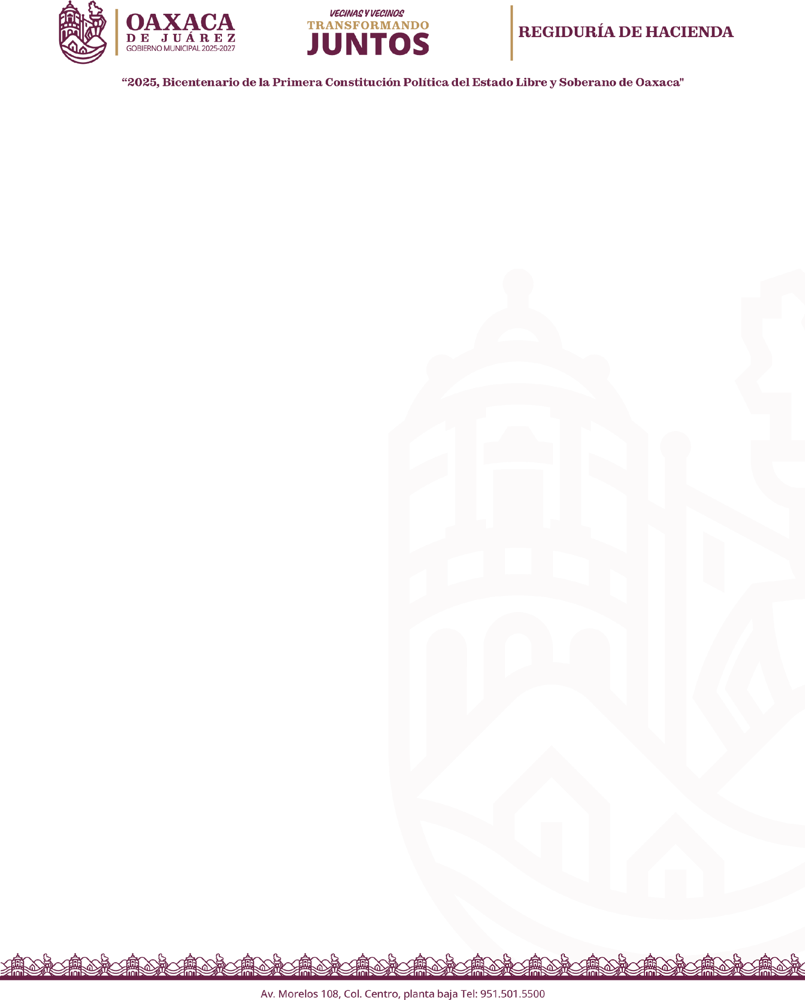 OAXACA
DE JUÁREZ
GOBIERNO MUNICIPAL 2025-2027
VECINAS Y VECINOS
TRANSFORMANDO
JUNTOS
REGIDURÍA DE HACIENDA
“2025, Bicentenario de la Primera Constitución Política del Estado Libre y Soberano de Oaxaca"
Av. Morelos 108, Col. Centro, planta baja Tel: 951.501.5500